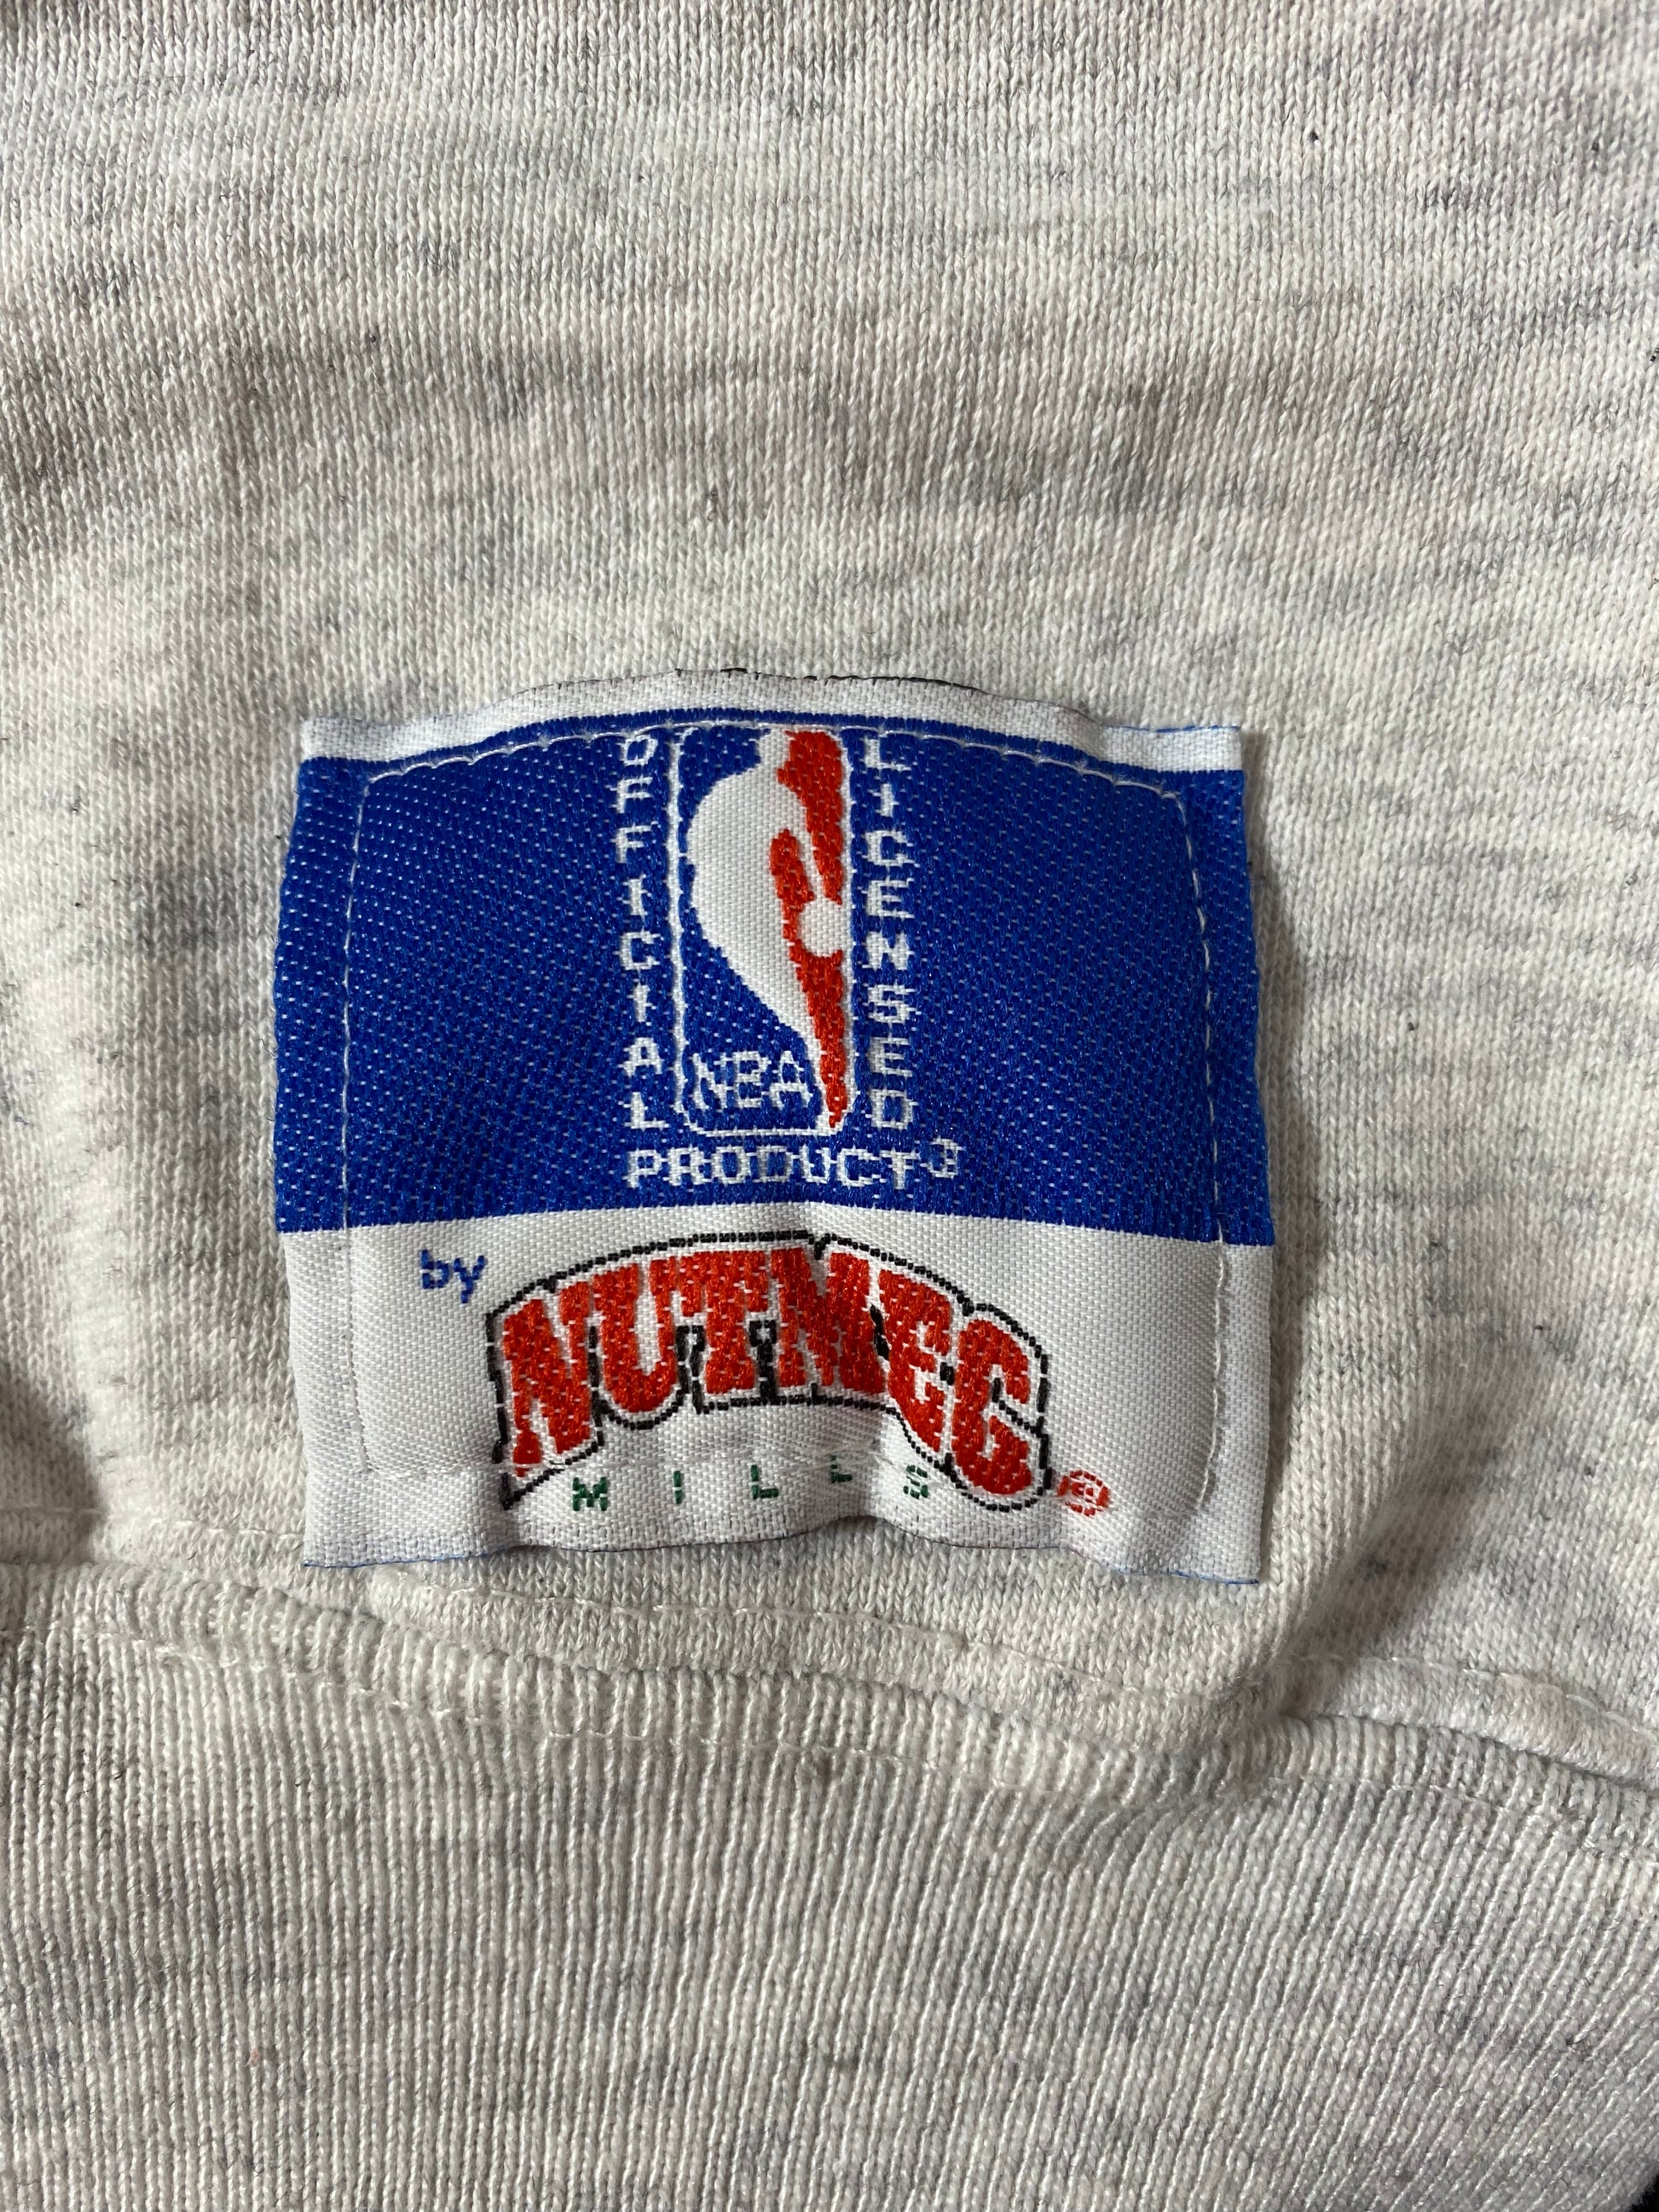 OFFICIAL
NBA
LICENSED
PRODUCT®
by
NUTMEG
MILLS ®